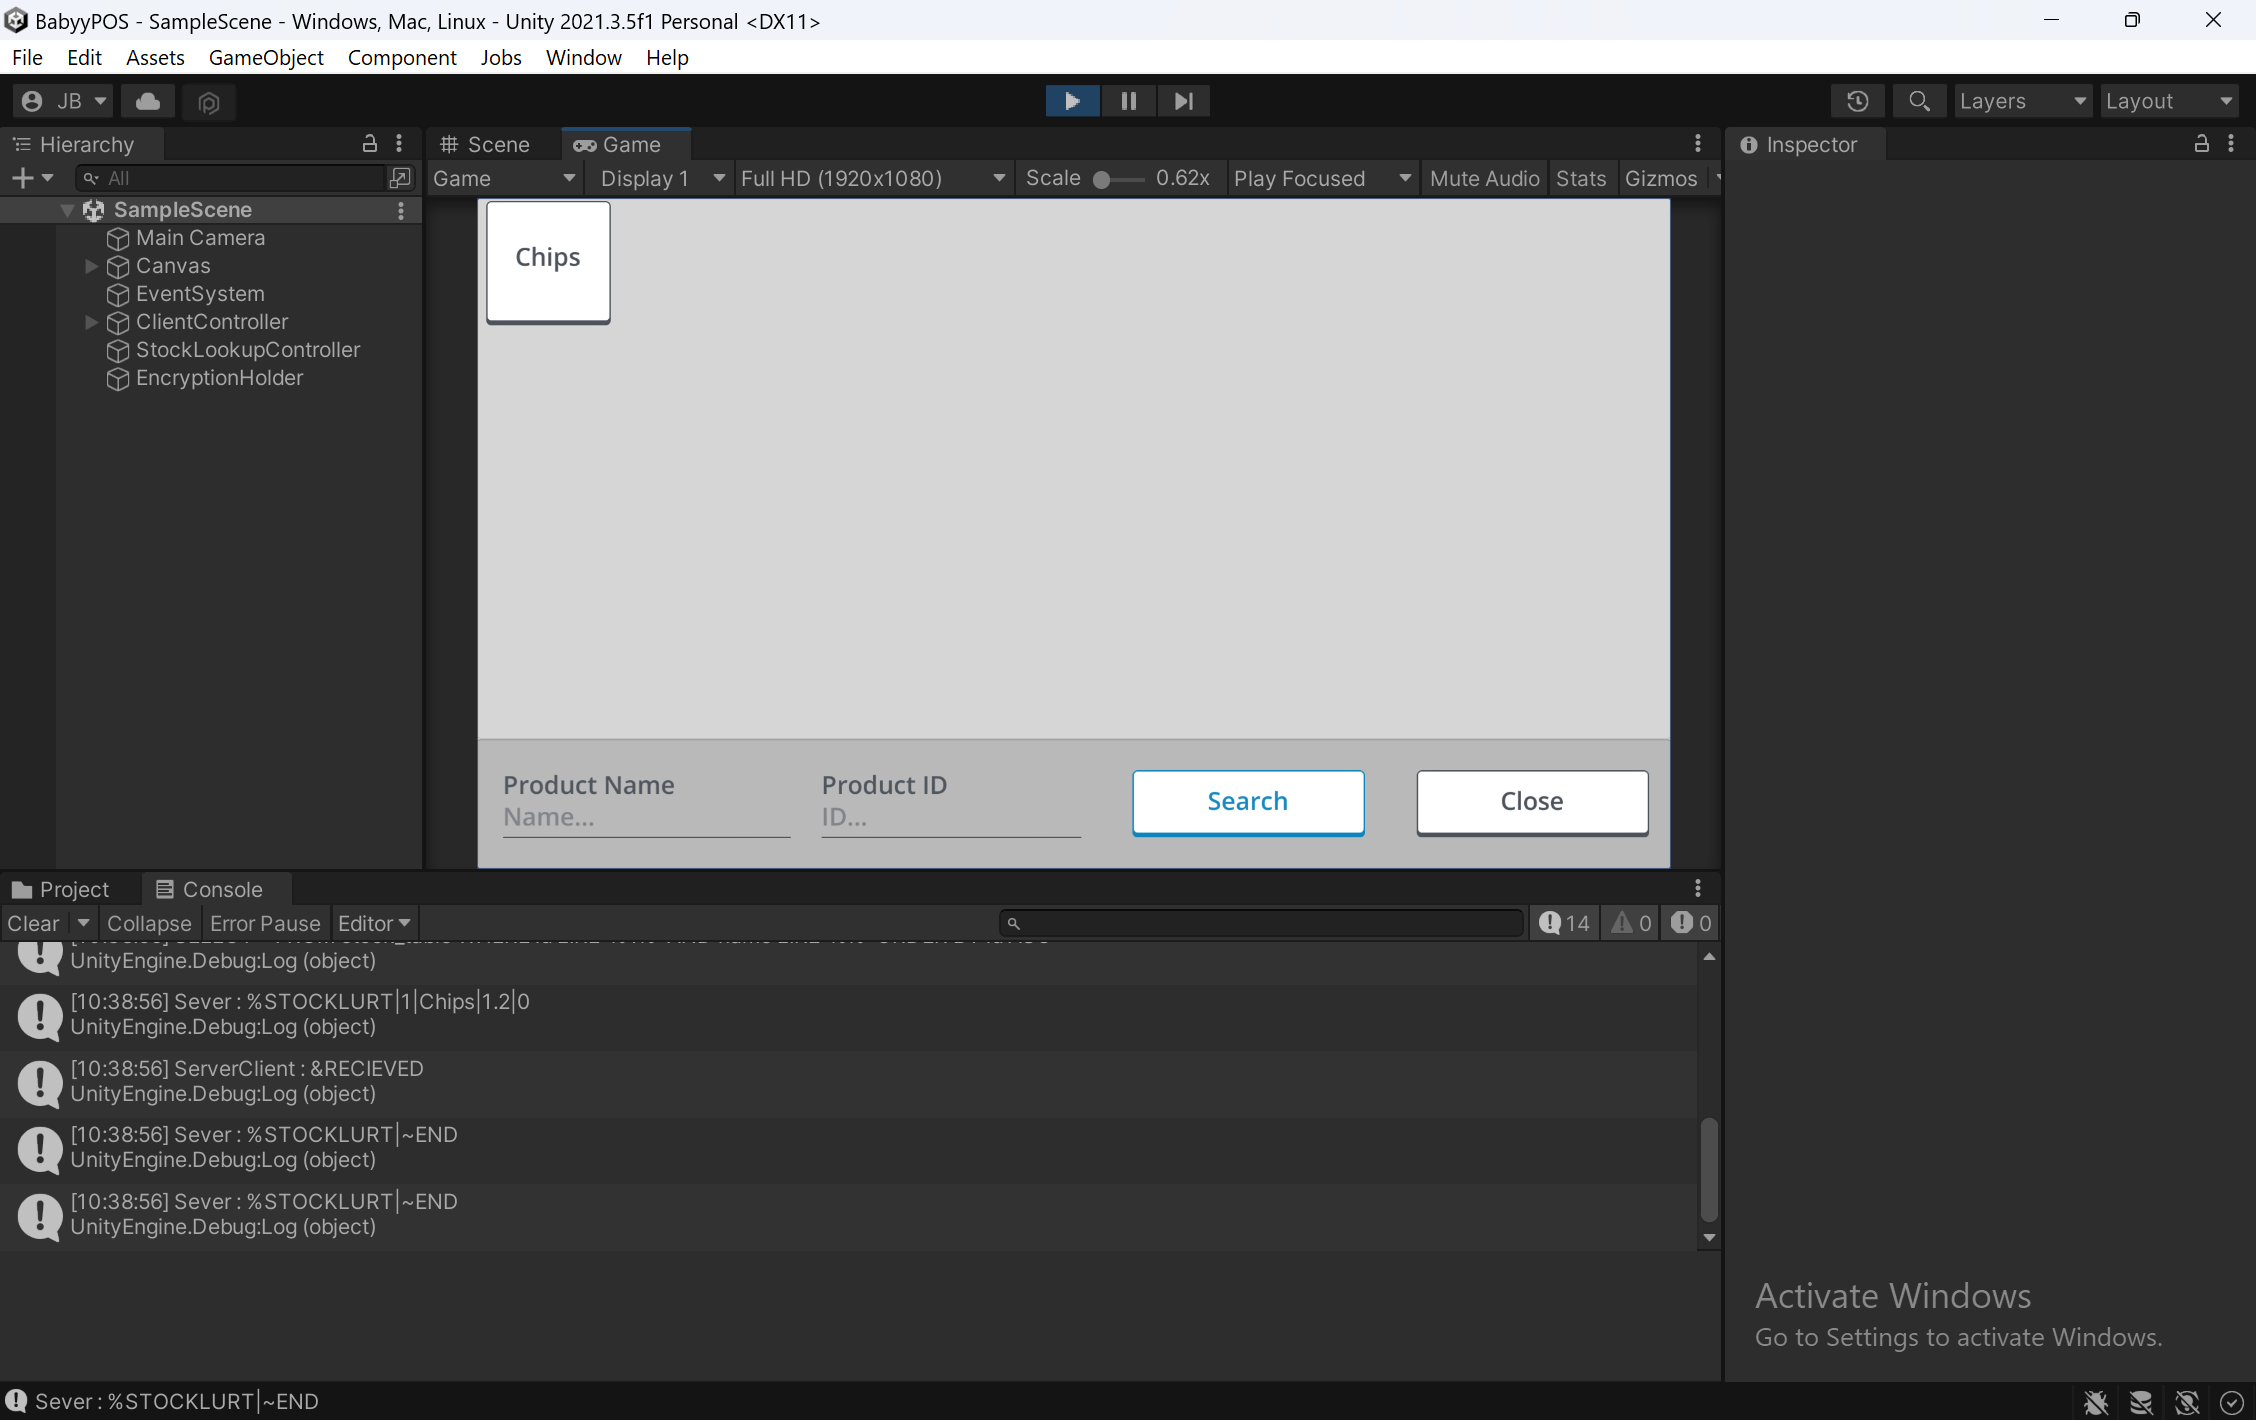 BabyyPOS - SampleScene - Windows, Mac, Linux - Unity 2021.3.5f1 Personal <DX11>
File Edit Assets GameObject Component Jobs Window Help
JB Layers Layout
Hierarchy Scene Game Inspector
All Game Display 1 Full HD (1920x1080) Scale 0.62x Play Focused Mute Audio Stats Gizmos
SampleScene
Main Camera
Canvas
EventSystem
ClientController
StockLookupController
EncryptionHolder
Chips
Product Name Product ID Search Close
Name... ID...
Project Console
Clear Collapse Error Pause Editor 14 0 0
UnityEngine.Debug:Log (object)
[10:38:56] Sever : %STOCKLURT|1|Chips|1.2|0
UnityEngine.Debug:Log (object)
[10:38:56] ServerClient : &RECIEVED
UnityEngine.Debug:Log (object)
[10:38:56] Sever : %STOCKLURT|~END
UnityEngine.Debug:Log (object)
[10:38:56] Sever : %STOCKLURT|~END
UnityEngine.Debug:Log (object)
Activate Windows
Go to Settings to activate Windows.
Sever : %STOCKLURT|~END